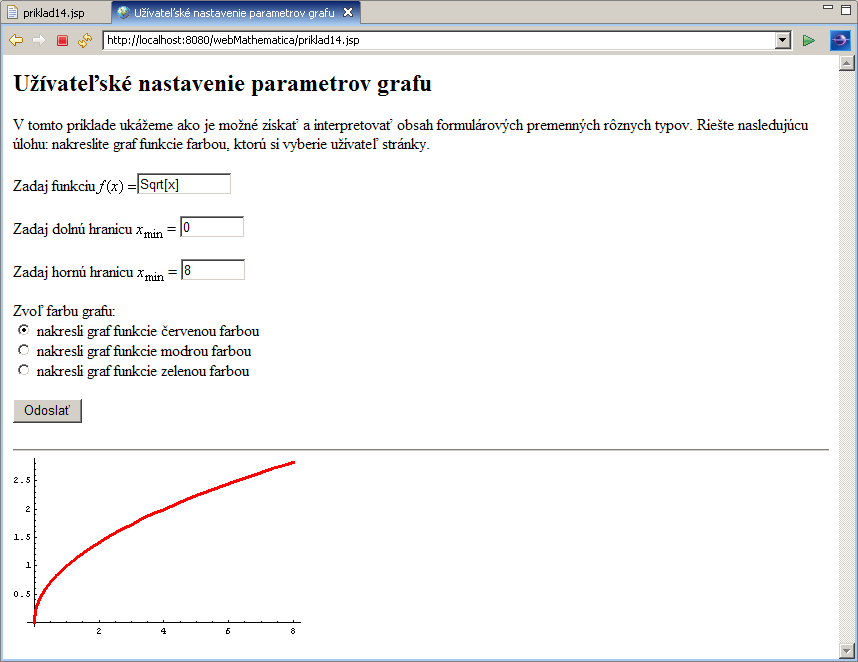 priklad14.jsp
Užívateľské nastavenie parametrov grafu
http://localhost:8080/webMathematica/priklad14.jsp
Užívateľské nastavenie parametrov grafu
V tomto príklade ukážeme ako je možné získať a interpretovať obsah formulárových premenných rôznych typov. Riešte nasledujúcu
úlohu: nakreslite graf funkcie farbou, ktorú si vyberie užívateľ stránky.
Zadaj funkciu f(x) = Sqrt[x]
Zadaj dolnú hranicu xmin = 0
Zadaj hornú hranicu xmin = 8
Zvoľ farbu grafu:
nakresli graf funkcie červenou farbou
nakresli graf funkcie modrou farbou
nakresli graf funkcie zelenou farbou
Odoslať
2.5
2
1.5
1
0.5
2 4 6 8